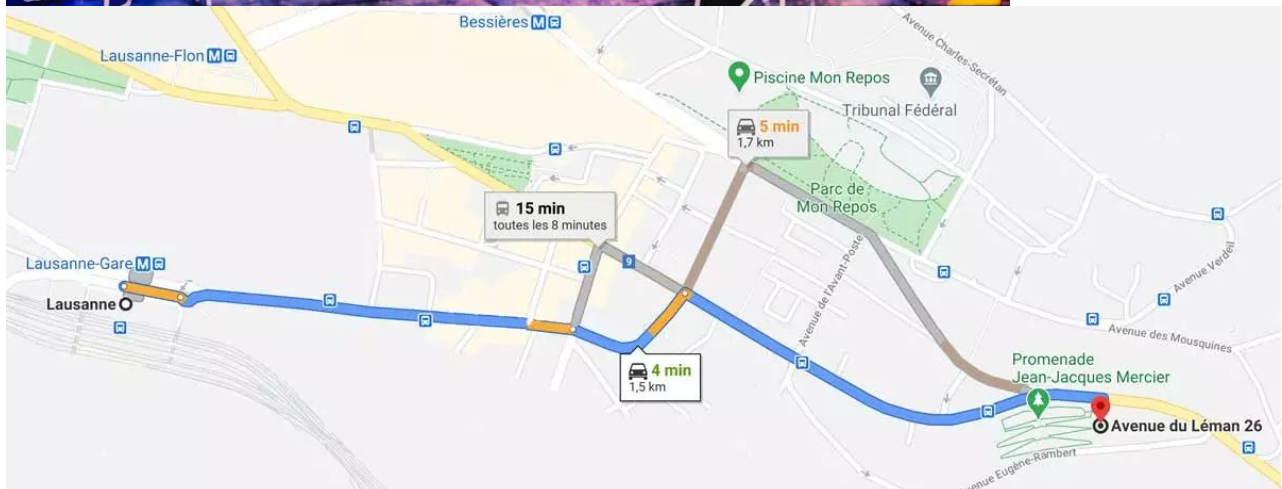 Bessières M
Avenue Charles-Secrétan
Lausanne-Flon M
Piscine Mon Repos
Tribunal Fédéral
5 min
1,7 km
Parc de
Mon Repos
15 min
toutes les 8 minutes
9
Avenue de l'Avant-Poste
Avenue Verdeil
Lausanne-Gare M
Lausanne
Avenue des Mousquines
4 min
1,5 km
Promenade
Jean-Jacques Mercier
Avenue du Léman 26
Avenue Eugène-Rambert